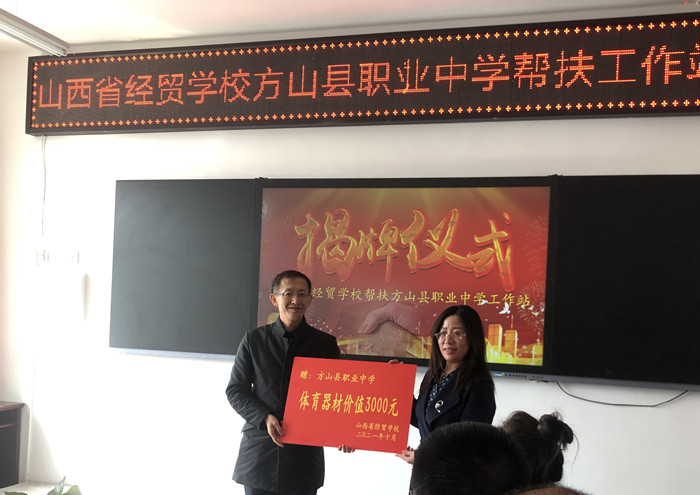 山西省经贸学校方山县职业中学帮扶工作站
揭牌仪式
经贸学校帮扶方山县职业中学工作站
赠：方山县职业中学
体育器材价值3000元
山西省经贸学校
二〇二一年十月